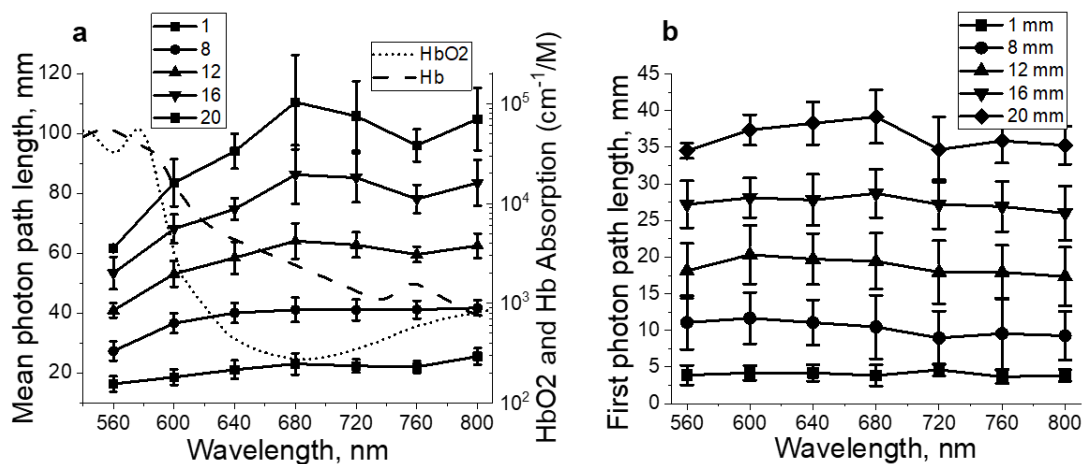 a
1
8
12
16
20
HbO2
Hb
Mean photon path length, mm
120
100
80
60
40
20
10^5
10^4
10^3
10^2
HbO2 and Hb Absorption (cm^-1/M)
560 600 640 680 720 760 800
Wavelength, nm
b
1 mm
8 mm
12 mm
16 mm
20 mm
First photon path length, mm
45
40
35
30
25
20
15
10
5
0
560 600 640 680 720 760 800
Wavelength, nm